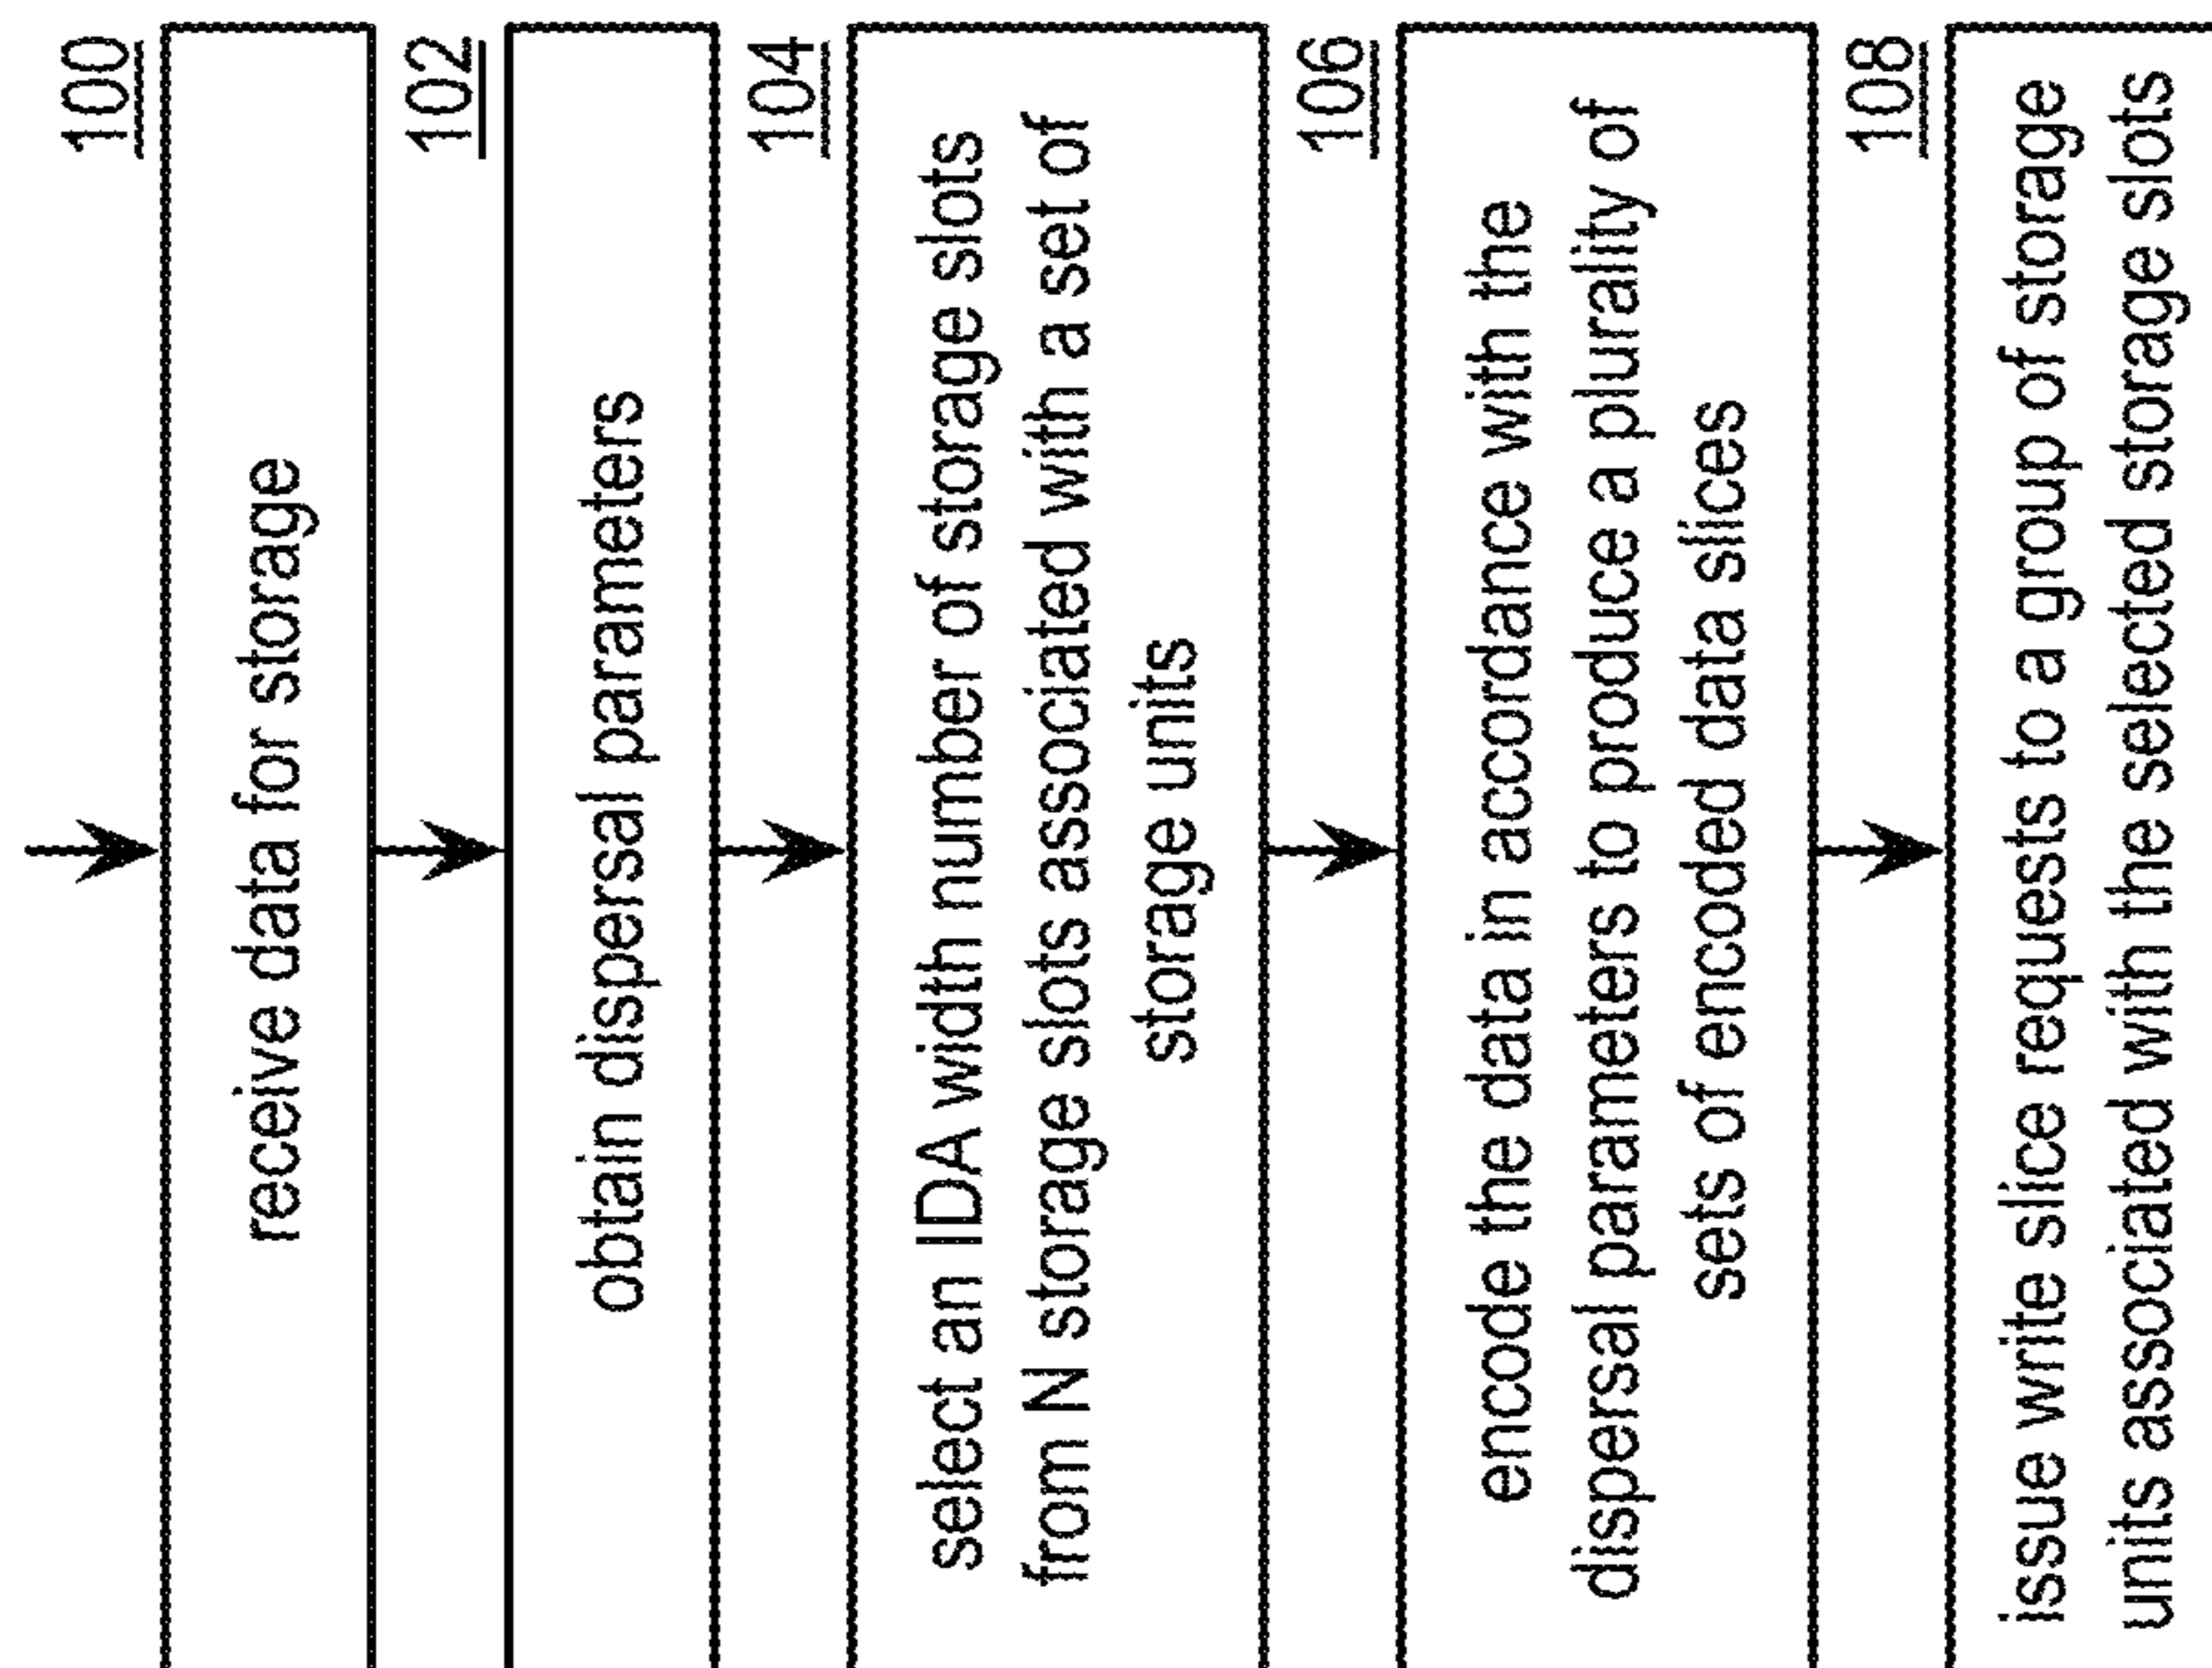 100
receive data for storage
102
obtain dispersal parameters
104
select an IDA width number of storage slots
from N storage slots associated with a set of
storage units
106
encode the data in accordance with the
dispersal parameters to produce a plurality of
sets of encoded data slices
108
issue write slice requests to a group of storage
units associated with the selected storage slots